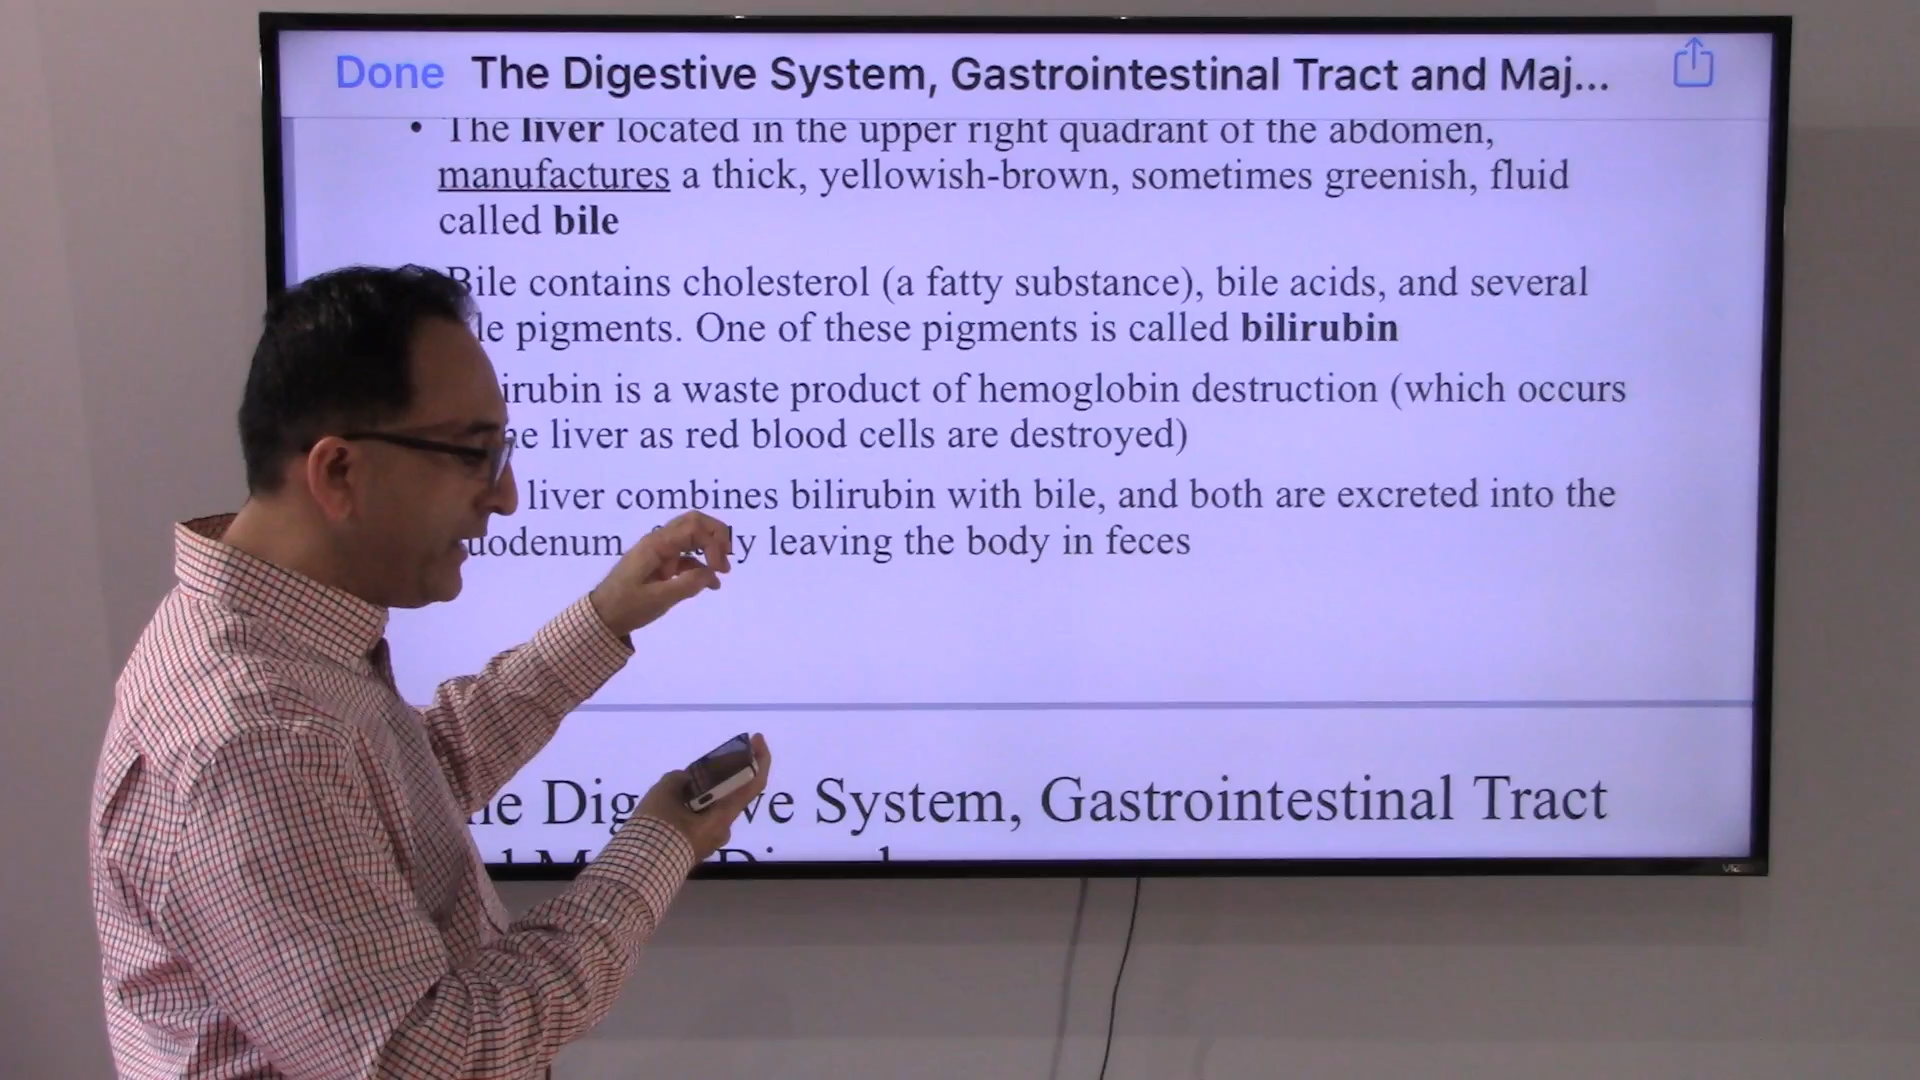 Done The Digestive System, Gastrointestinal Tract and Maj...
• The liver located in the upper right quadrant of the abdomen,
manufactures a thick, yellowish-brown, sometimes greenish, fluid
called bile
Bile contains cholesterol (a fatty substance), bile acids, and several
pigments. One of these pigments is called bilirubin
is a waste product of hemoglobin destruction (which occurs
liver as red blood cells are destroyed)
liver combines bilirubin with bile, and both are excreted into the
duodenum leaving the body in feces
System, Gastrointestinal Tract